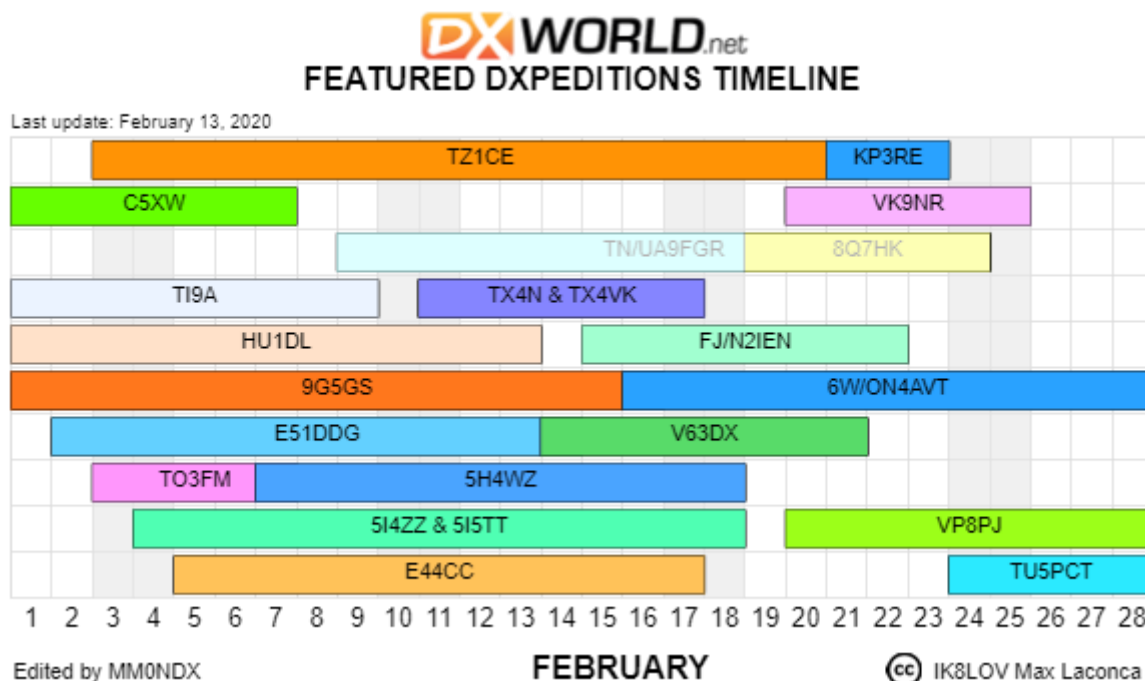 DX WORLD.net
FEATURED DXPEDITIONS TIMELINE
Last update: February 13, 2020
TZ1CE KP3RE
C5XW VK9NR
TN/UA9FGR 8Q7HK
TI9A TX4N & TX4VK
HU1DL FJ/N2IEN
9G5GS 6W/ON4AVT
E51DDG V63DX
TO3FM 5H4WZ
5I4ZZ & 5I5TT VP8PJ
E44CC TU5PCT
1 2 3 4 5 6 7 8 9 10 11 12 13 14 15 16 17 18 19 20 21 22 23 24 25 26 27 28
Edited by MM0NDX FEBRUARY cc IK8LOV Max Laconca